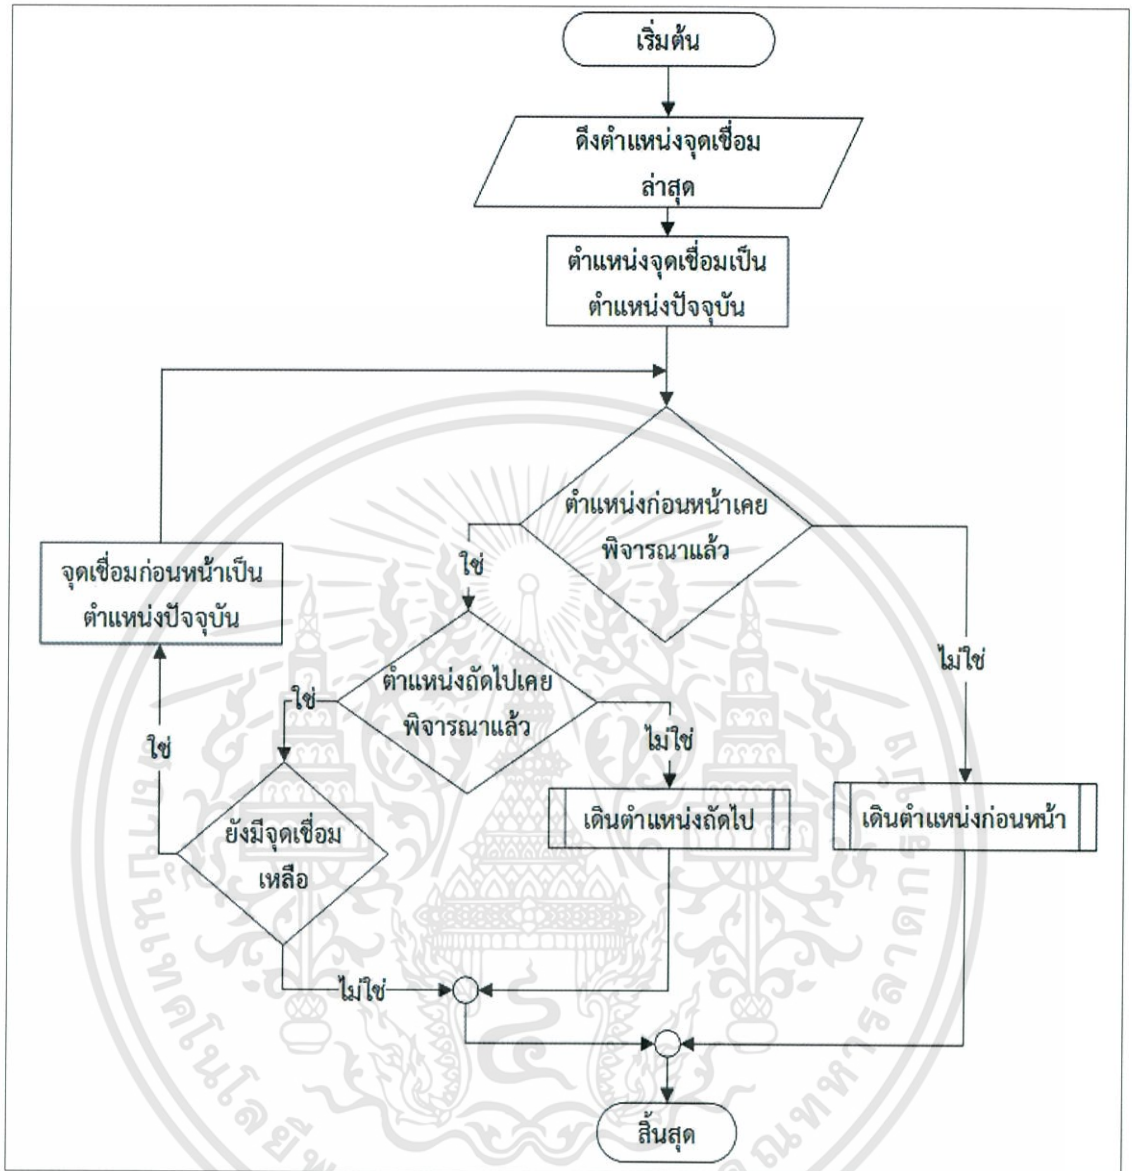 เริ่มต้น
ดึงตำแหน่งจุดเชื่อม
ล่าสุด
ตำแหน่งจุดเชื่อมเป็น
ตำแหน่งปัจจุบัน
ตำแหน่งก่อนหน้าเคย
พิจารณาแล้ว
ใช่
ไม่ใช่
จุดเชื่อมก่อนหน้าเป็น
ตำแหน่งปัจจุบัน
ตำแหน่งถัดไปเคย
พิจารณาแล้ว
ใช่
ไม่ใช่
ใช่
ยังมีจุดเชื่อม
เหลือ
เดินตำแหน่งถัดไป
เดินตำแหน่งก่อนหน้า
ไม่ใช่
สิ้นสุด